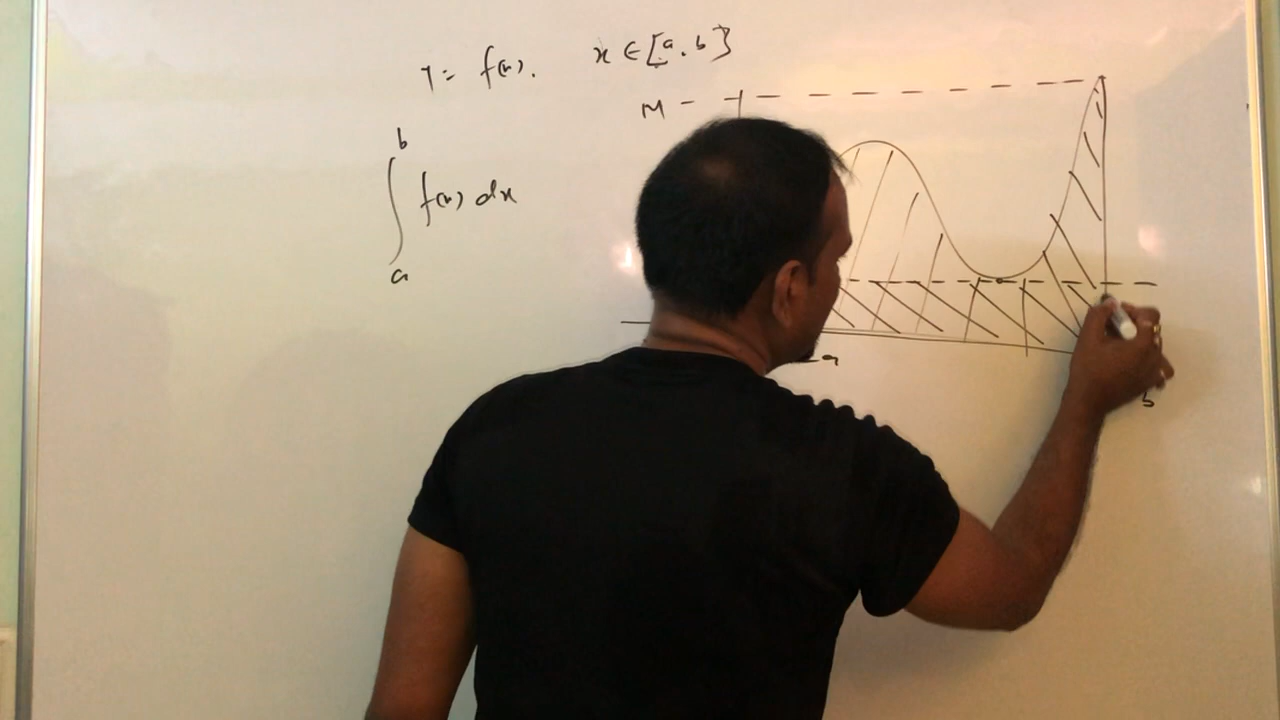 y = f(x). x ∈ [a, b]
M
b
∫ f(x) dx
a
a
b